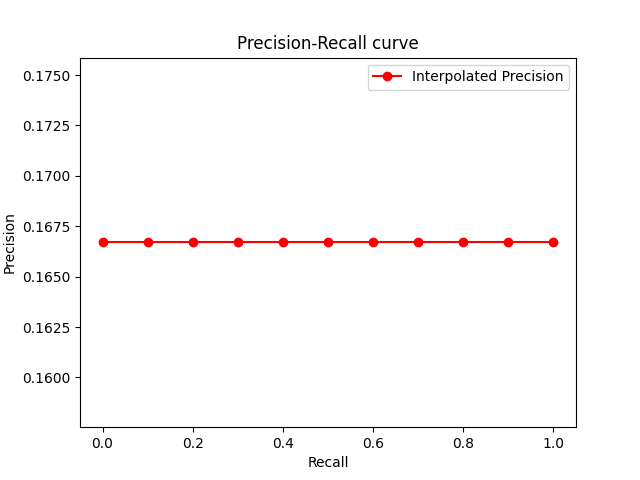 Precision-Recall curve
Interpolated Precision
0.1750
0.1725
0.1700
0.1675
0.1650
0.1625
0.1600
Precision
0.0 0.2 0.4 0.6 0.8 1.0
Recall